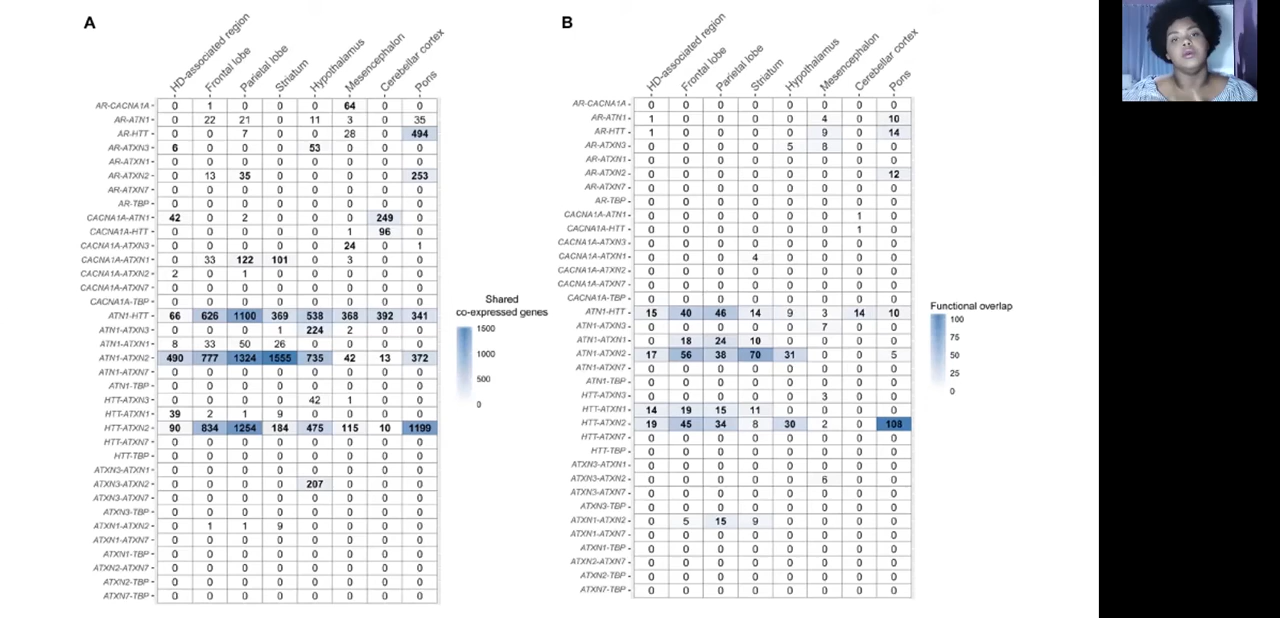 A
HD-associated region
Frontal lobe
Parietal lobe
Striatum
Hypothalamus
Mesencephalon
Cerebellar cortex
Pons
AR-CACNA1A 0 1 0 0 0 64 0 0
AR-ATN1 0 22 21 0 11 3 0 35
AR-HTT 0 0 7 0 0 28 0 494
AR-ATXN3 6 0 0 0 53 0 0 0
AR-ATXN1 0 0 0 0 0 0 0 0
AR-ATXN2 0 13 35 0 0 0 0 253
AR-ATXN7 0 0 0 0 0 0 0 0
AR-TBP 0 0 0 0 0 0 0 0
CACNA1A-ATN1 42 0 2 0 0 0 249 0
CACNA1A-HTT 0 0 0 0 0 1 96 0
CACNA1A-ATXN3 0 0 0 0 0 24 0 1
CACNA1A-ATXN1 0 33 122 101 0 3 0 0
CACNA1A-ATXN2 2 0 1 0 0 0 0 0
CACNA1A-ATXN7 0 0 0 0 0 0 0 0
CACNA1A-TBP 0 0 0 0 0 0 0 0
ATN1-HTT 66 626 1100 369 538 368 392 341
ATN1-ATXN3 0 0 0 1 224 2 0 0
ATN1-ATXN1 8 33 50 26 0 0 0 0
ATN1-ATXN2 490 777 1324 1555 735 42 13 372
ATN1-ATXN7 0 0 0 0 0 0 0 0
ATN1-TBP 0 0 0 0 0 0 0 0
HTT-ATXN3 0 0 0 0 42 1 0 0
HTT-ATXN1 39 2 1 9 0 0 0 0
HTT-ATXN2 90 834 1254 184 475 115 10 1199
HTT-ATXN7 0 0 0 0 0 0 0 0
HTT-TBP 0 0 0 0 0 0 0 0
ATXN3-ATXN1 0 0 0 0 0 0 0 0
ATXN3-ATXN2 0 0 0 0 207 0 0 0
ATXN3-ATXN7 0 0 0 0 0 0 0 0
ATXN3-TBP 0 0 0 0 0 0 0 0
ATXN1-ATXN2 0 1 1 9 0 0 0 0
ATXN1-ATXN7 0 0 0 0 0 0 0 0
ATXN1-TBP 0 0 0 0 0 0 0 0
ATXN2-ATXN7 0 0 0 0 0 0 0 0
ATXN2-TBP 0 0 0 0 0 0 0 0
ATXN7-TBP 0 0 0 0 0 0 0 0
Shared
co-expressed genes
1500
1000
500
0
B
HD-associated region
Frontal lobe
Parietal lobe
Striatum
Hypothalamus
Mesencephalon
Cerebellar cortex
Pons
AR-CACNA1A 0 0 0 0 0 0 0 0
AR-ATN1 1 0 0 0 0 4 0 10
AR-HTT 1 0 0 0 0 9 0 14
AR-ATXN3 0 0 0 0 5 8 0 0
AR-ATXN1 0 0 0 0 0 0 0 0
AR-ATXN2 0 0 0 0 0 0 0 12
AR-ATXN7 0 0 0 0 0 0 0 0
AR-TBP 0 0 0 0 0 0 0 0
CACNA1A-ATN1 0 0 0 0 0 0 1 0
CACNA1A-HTT 0 0 0 0 0 0 1 0
CACNA1A-ATXN3 0 0 0 0 0 0 0 0
CACNA1A-ATXN1 0 0 0 4 0 0 0 0
CACNA1A-ATXN2 0 0 0 0 0 0 0 0
CACNA1A-ATXN7 0 0 0 0 0 0 0 0
CACNA1A-TBP 0 0 0 0 0 0 0 0
ATN1-HTT 15 40 46 14 9 3 14 10
ATN1-ATXN3 0 0 0 0 0 7 0 0
ATN1-ATXN1 0 18 24 10 0 0 0 0
ATN1-ATXN2 17 56 38 70 31 0 0 5
ATN1-ATXN7 0 0 0 0 0 0 0 0
ATN1-TBP 0 0 0 0 0 0 0 0
HTT-ATXN3 0 0 0 0 0 3 0 0
HTT-ATXN1 14 19 15 11 0 0 0 0
HTT-ATXN2 19 45 34 8 30 2 0 108
HTT-ATXN7 0 0 0 0 0 0 0 0
HTT-TBP 0 0 0 0 0 0 0 0
ATXN3-ATXN1 0 0 0 0 0 0 0 0
ATXN3-ATXN2 0 0 0 0 0 6 0 0
ATXN3-ATXN7 0 0 0 0 0 0 0 0
ATXN3-TBP 0 0 0 0 0 0 0 0
ATXN1-ATXN2 0 5 15 9 0 0 0 0
ATXN1-ATXN7 0 0 0 0 0 0 0 0
ATXN1-TBP 0 0 0 0 0 0 0 0
ATXN2-ATXN7 0 0 0 0 0 0 0 0
ATXN2-TBP 0 0 0 0 0 0 0 0
ATXN7-TBP 0 0 0 0 0 0 0 0
Functional overlap
100
75
50
25
0